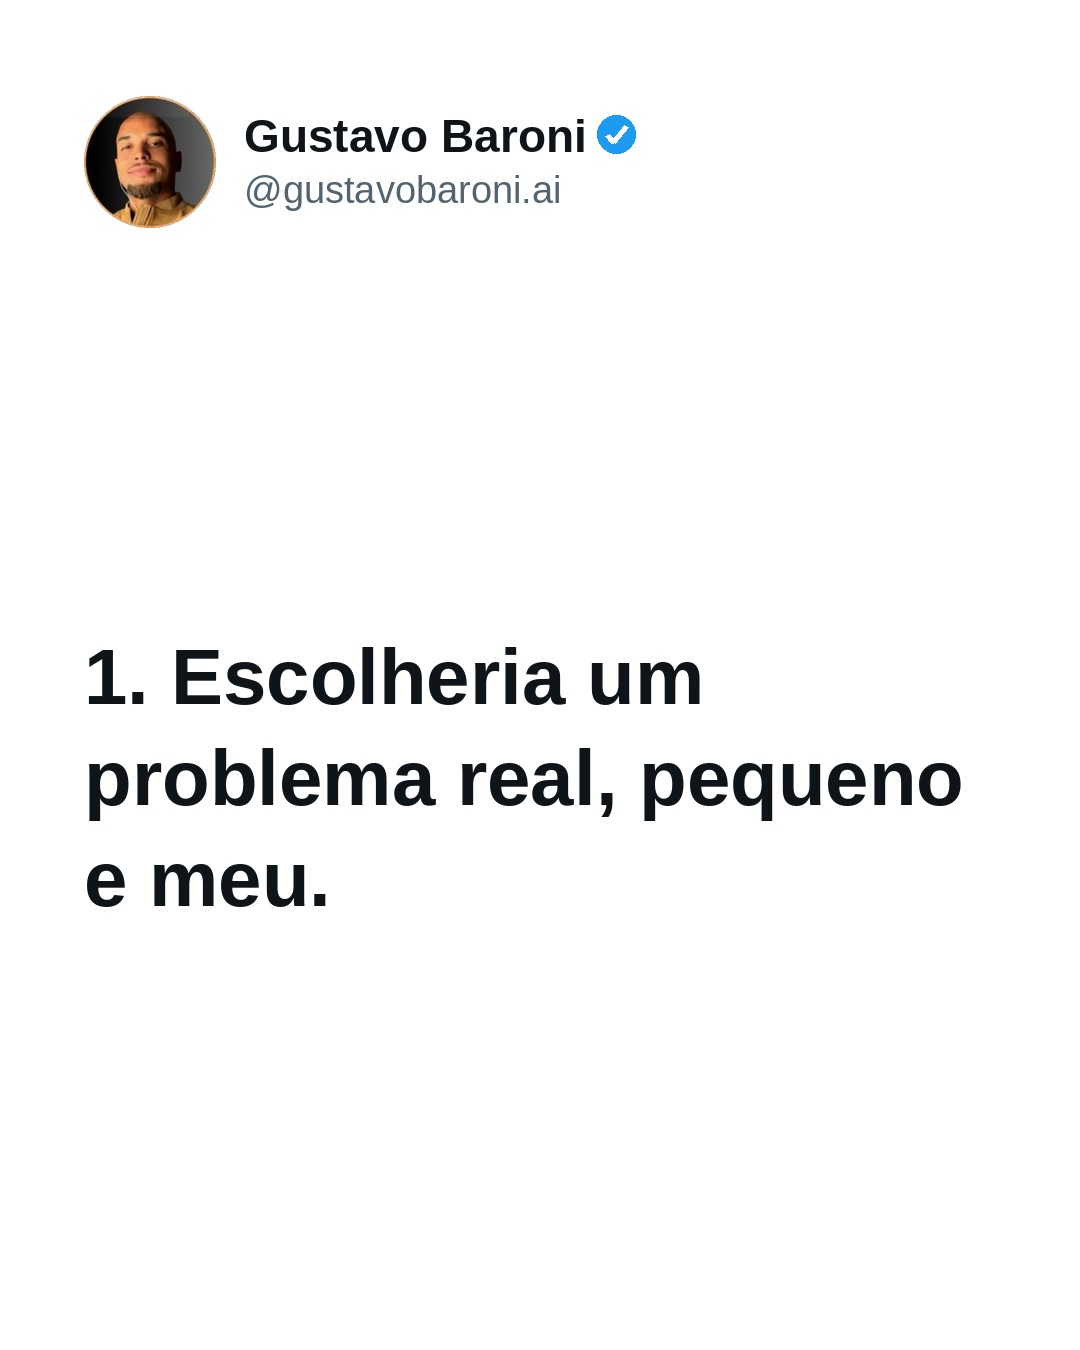 Gustavo Baroni
@gustavobaroni.ai
1. Escolheria um
problema real, pequeno
e meu.